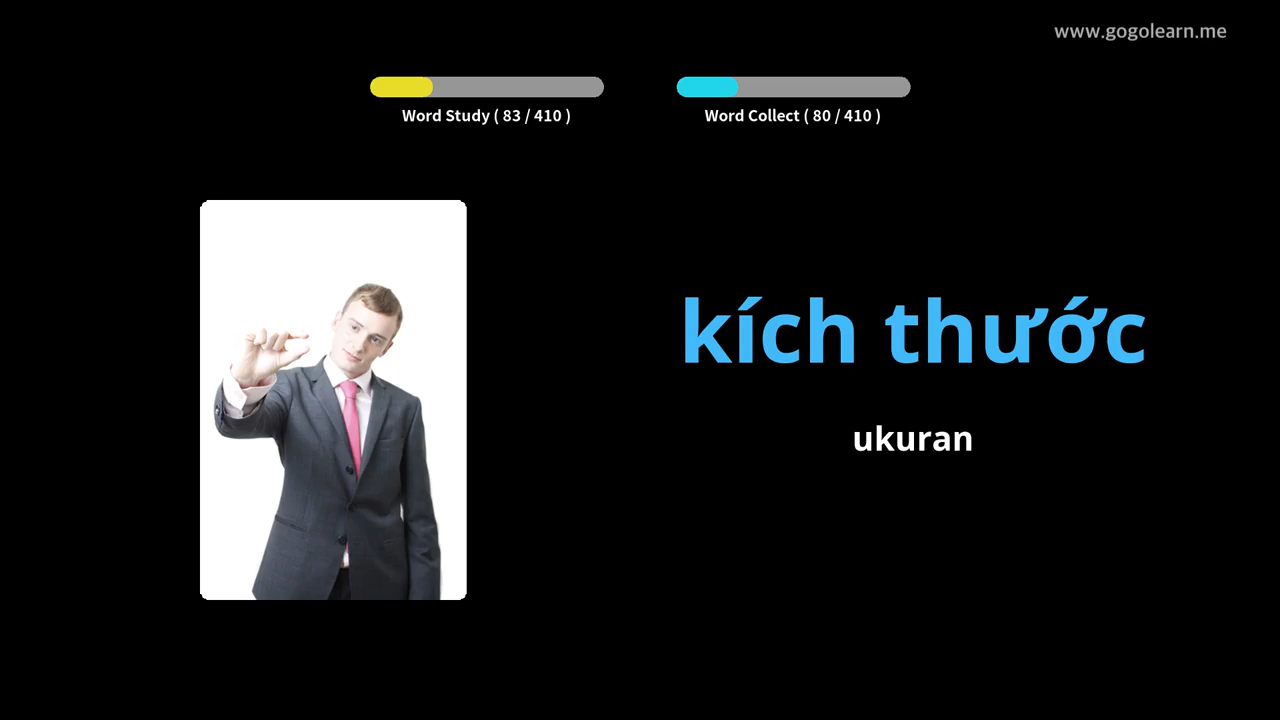 www.gogolearn.me
Word Study ( 83 / 410 )
Word Collect ( 80 / 410 )
kích thước
ukuran